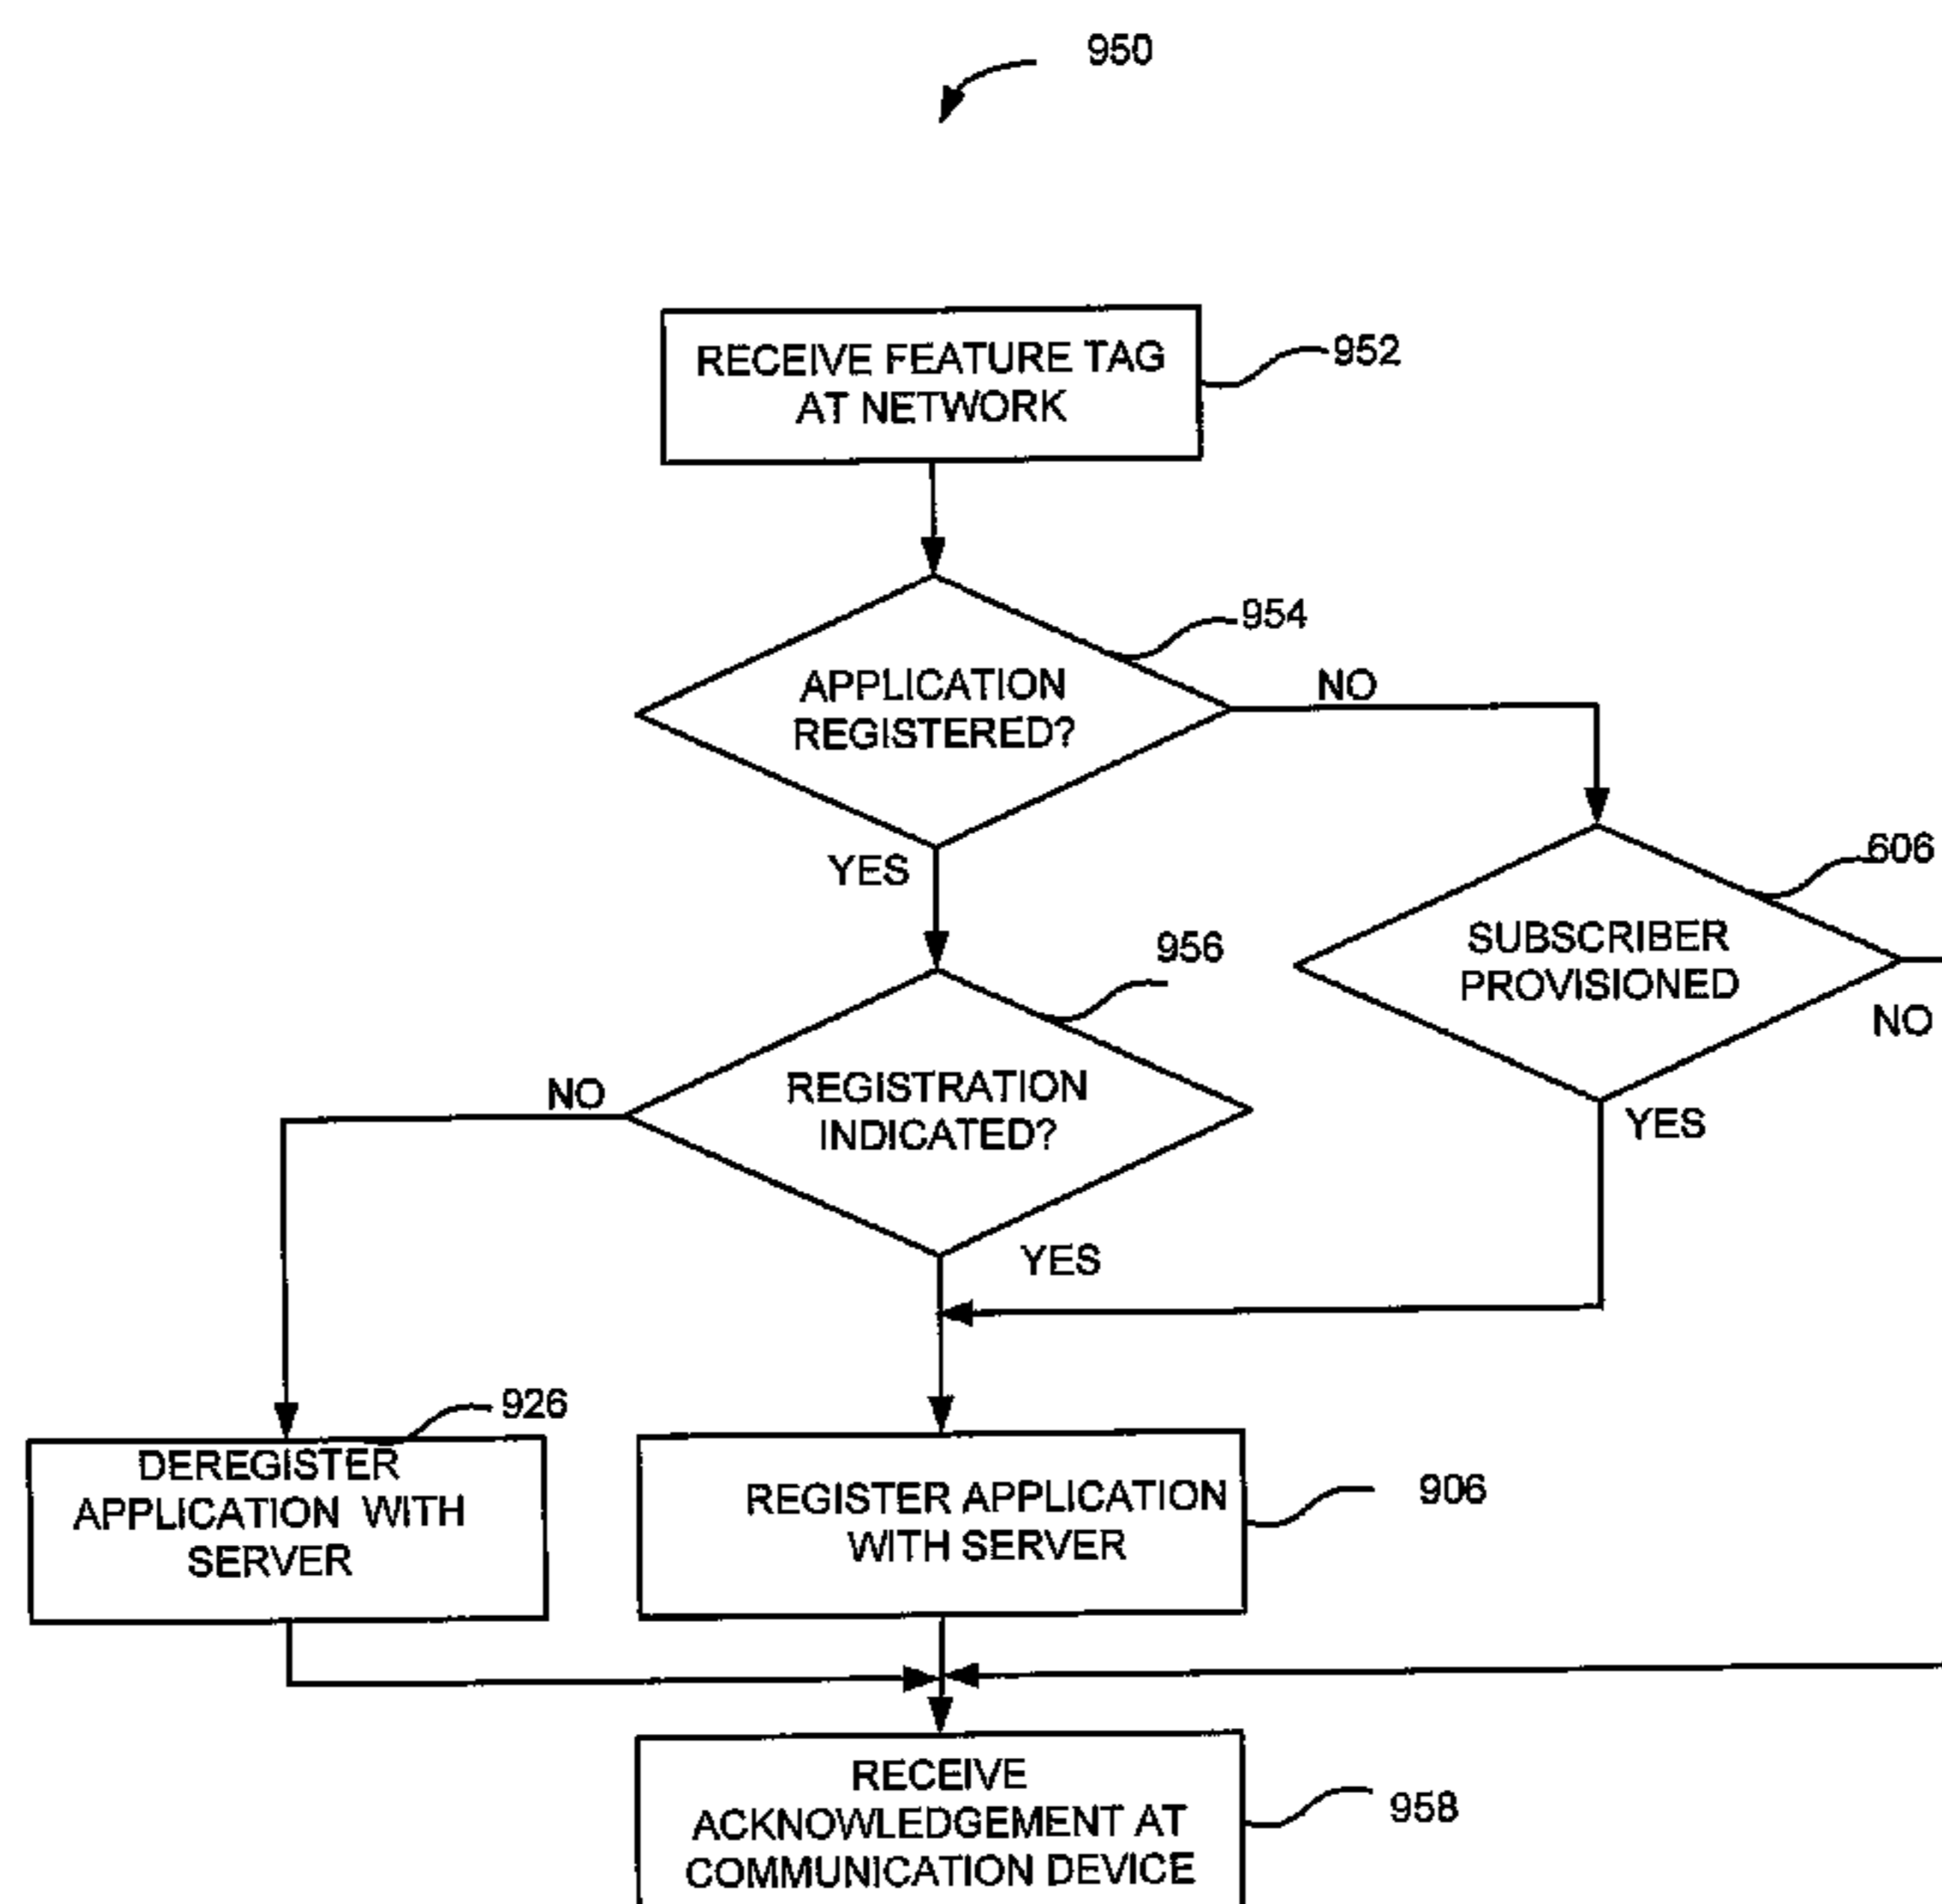 950
RECEIVE FEATURE TAG
AT NETWORK
952
954
APPLICATION
REGISTERED?
NO
YES
606
SUBSCRIBER
PROVISIONED
NO
YES
956
REGISTRATION
INDICATED?
NO
YES
926
DEREGISTER
APPLICATION WITH
SERVER
REGISTER APPLICATION
WITH SERVER
906
RECEIVE
ACKNOWLEDGEMENT AT
COMMUNICATION DEVICE
958